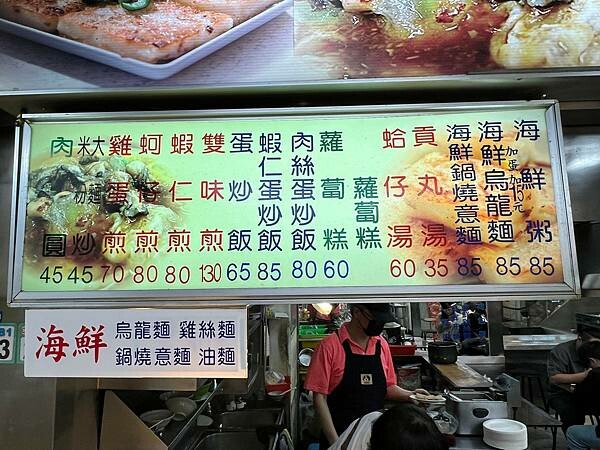 海鮮粥 85
海鮮烏龍麵 85
加蛋加10元
海鮮鍋燒意麵 85
貢丸湯 35
蛤仔湯 60
蘿蔔糕
蘿蔔糕 60
肉絲蛋炒飯 80
蝦仁蛋炒飯 85
蛋炒飯 65
雙味煎 130
蝦仁煎 80
蚵仔煎 80
雞蛋煎 70
大麵
米粉
炒 45
肉圓 45
海鮮
烏龍麵 雞絲麵
鍋燒意麵 油麵